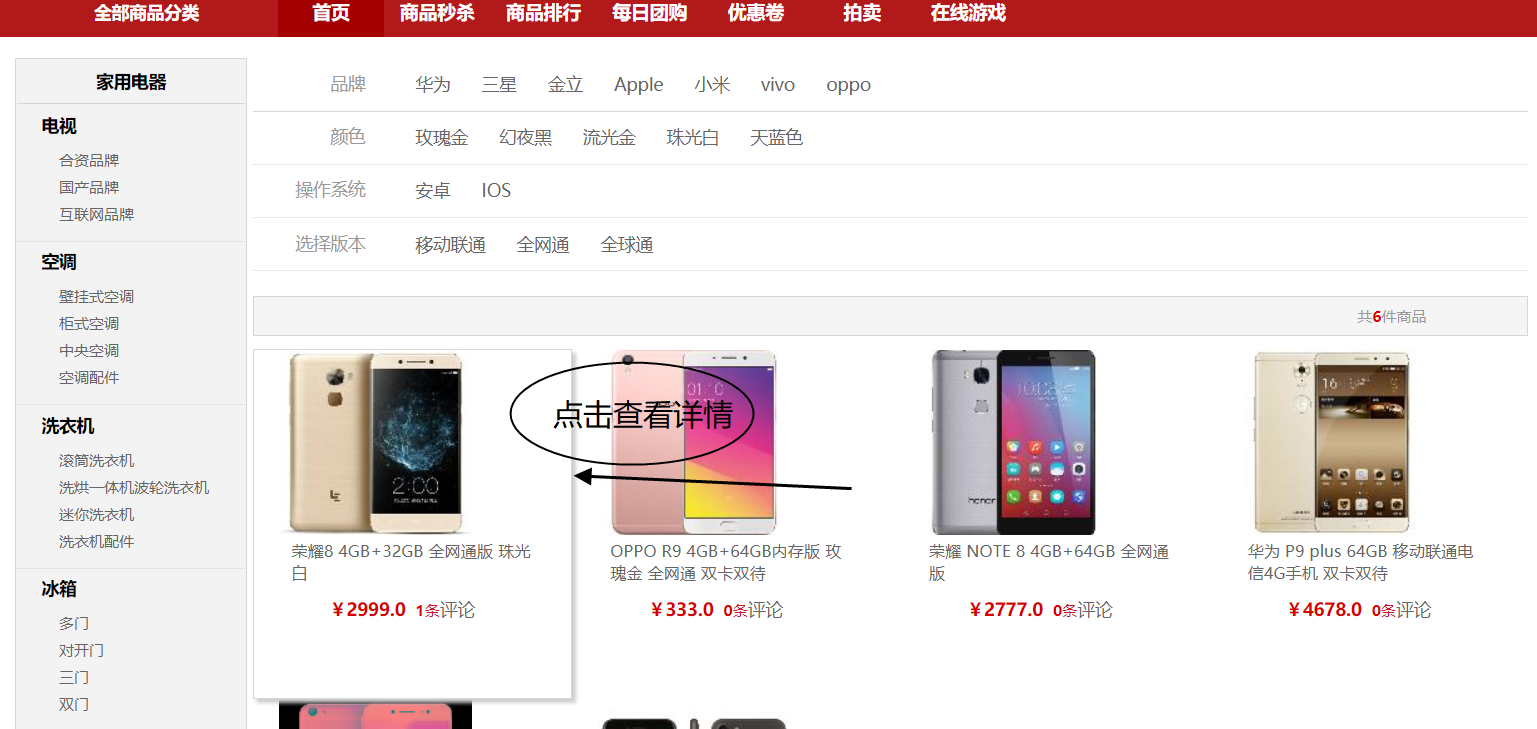 全部商品分类 首页 商品秒杀 商品排行 每日团购 优惠卷 拍卖 在线游戏
家用电器
电视
合资品牌
国产品牌
互联网品牌
空调
壁挂式空调
柜式空调
中央空调
空调配件
洗衣机
滚筒洗衣机
洗烘一体机波轮洗衣机
迷你洗衣机
洗衣机配件
冰箱
多门
对开门
三门
双门
品牌 华为 三星 金立 Apple 小米 vivo oppo
颜色 玫瑰金 幻夜黑 流光金 珠光白 天蓝色
操作系统 安卓 IOS
选择版本 移动联通 全网通 全球通
共6件商品
点击查看详情
2:00
01:10
honor
16
荣耀8 4GB+32GB 全网通版 珠光
白
￥2999.0 1条评论
OPPO R9 4GB+64GB内存版 玫
瑰金 全网通 双卡双待
￥333.0 0条评论
荣耀 NOTE 8 4GB+64GB 全网通
版
￥2777.0 0条评论
华为 P9 plus 64GB 移动联通电
信4G手机 双卡双待
￥4678.0 0条评论